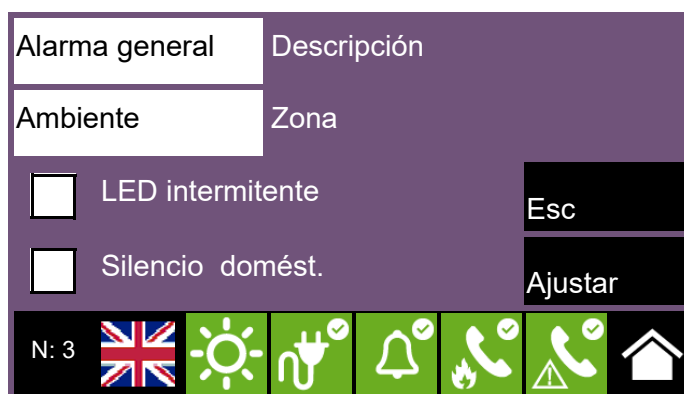 Alarma general Descripción
Ambiente Zona
LED intermitente
Esc
Silencio domést.
Ajustar
N: 3